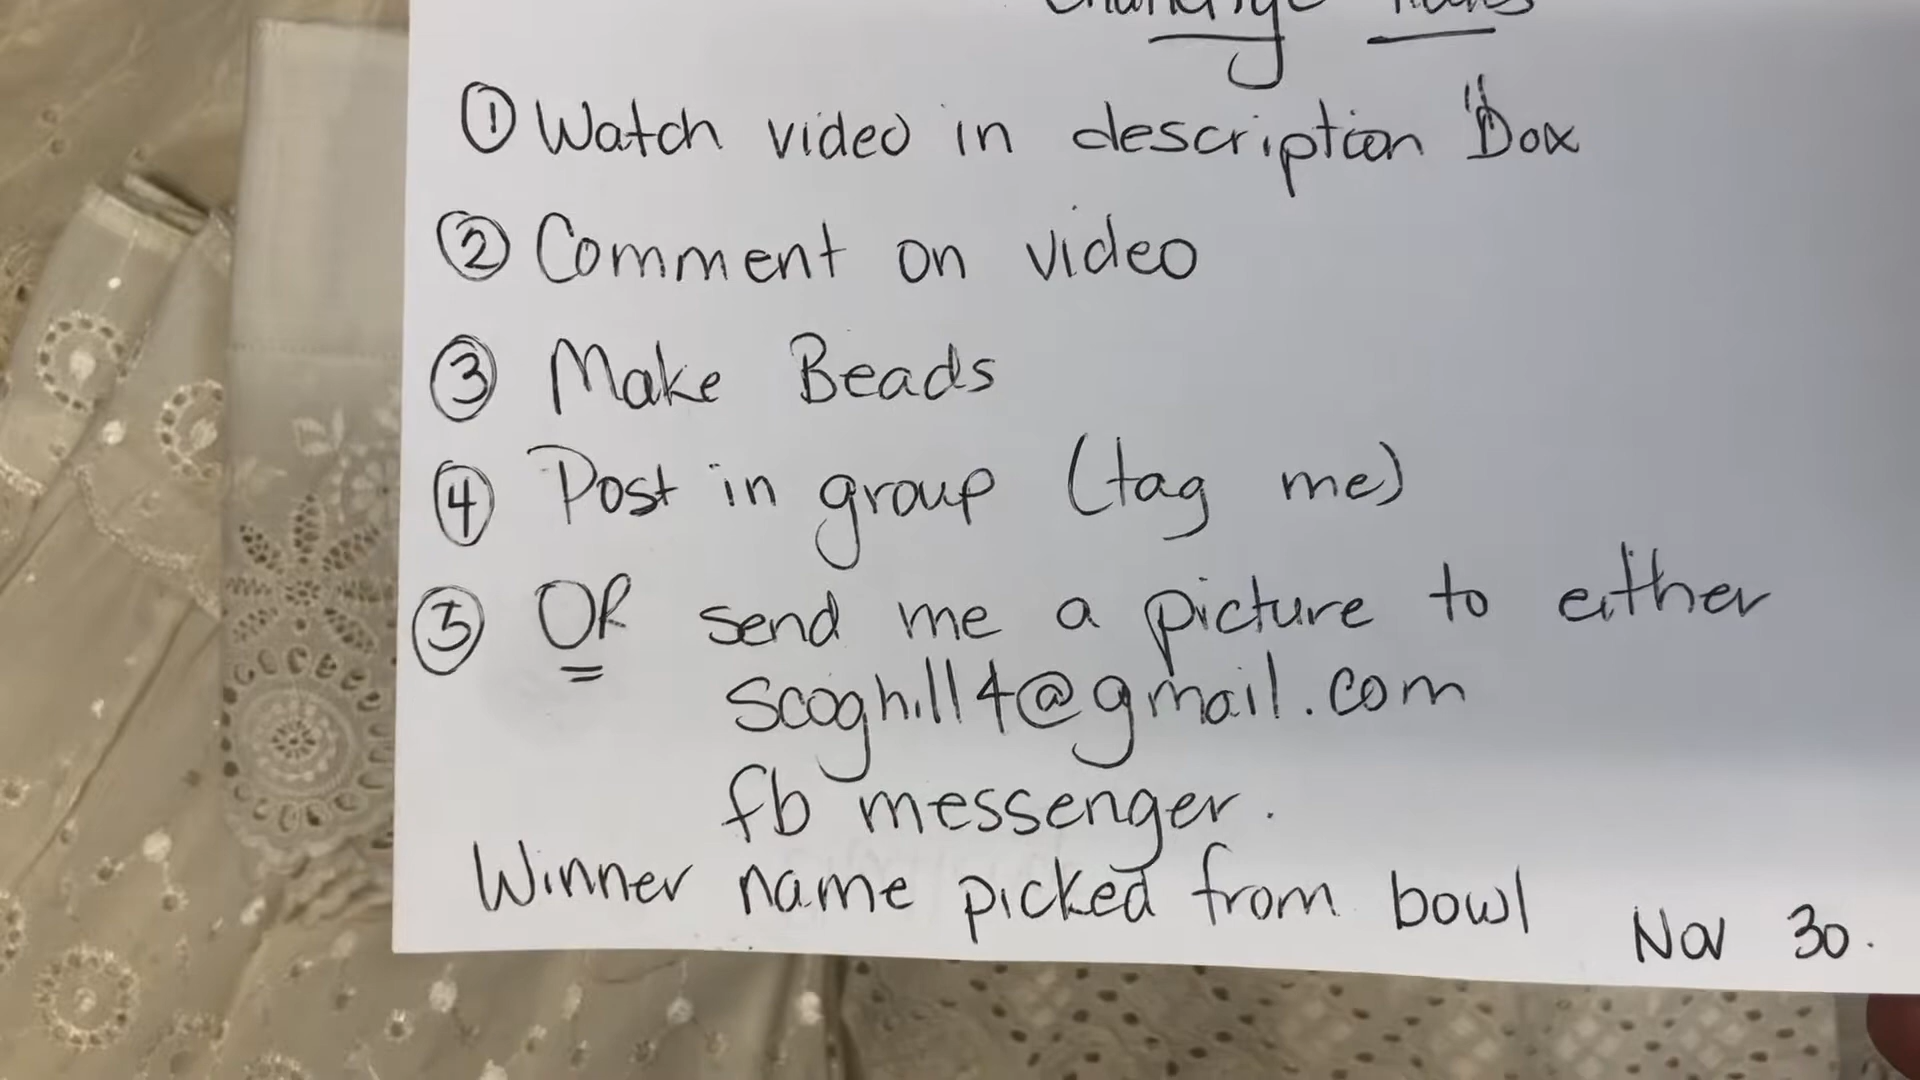 ① Watch video in description Box
② Comment on video
③ Make Beads
④ Post in group (tag me)
⑤ OR send me a picture to either
scoghill4@gmail.com
fb messenger.
Winner name picked from bowl
Nov 30.